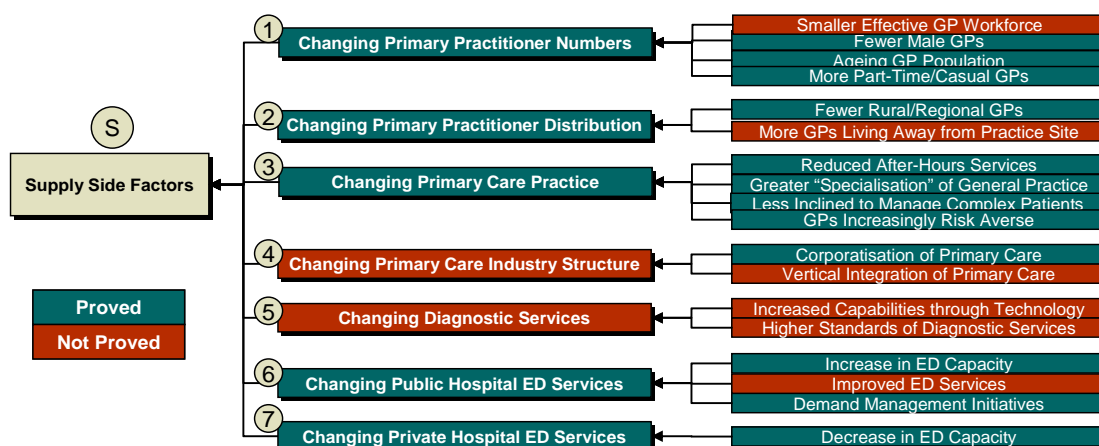 1
Changing Primary Practitioner Numbers
Smaller Effective GP Workforce
Fewer Male GPs
Ageing GP Population
More Part-Time/Casual GPs
S
Supply Side Factors
2
Changing Primary Practitioner Distribution
Fewer Rural/Regional GPs
More GPs Living Away from Practice Site
3
Changing Primary Care Practice
Reduced After-Hours Services
Greater “Specialisation” of General Practice
Less Inclined to Manage Complex Patients
GPs Increasingly Risk Averse
4
Changing Primary Care Industry Structure
Corporatisation of Primary Care
Vertical Integration of Primary Care
Proved
Not Proved
5
Changing Diagnostic Services
Increased Capabilities through Technology
Higher Standards of Diagnostic Services
6
Changing Public Hospital ED Services
Increase in ED Capacity
Improved ED Services
Demand Management Initiatives
7
Changing Private Hospital ED Services
Decrease in ED Capacity